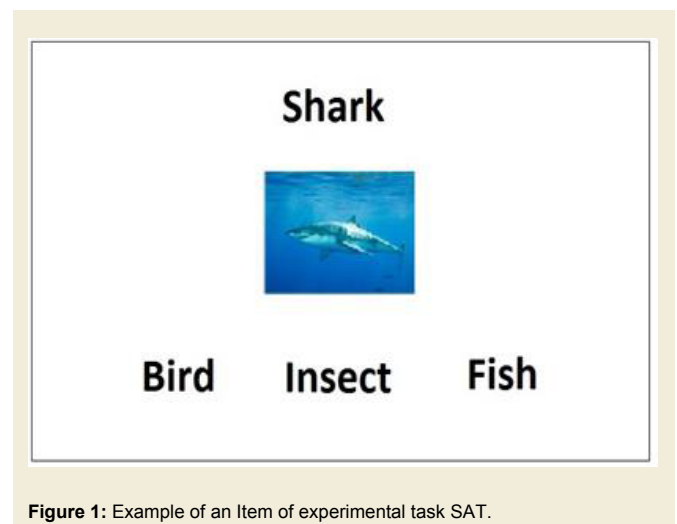 Shark
Bird Insect Fish
Figure 1: Example of an Item of experimental task SAT.